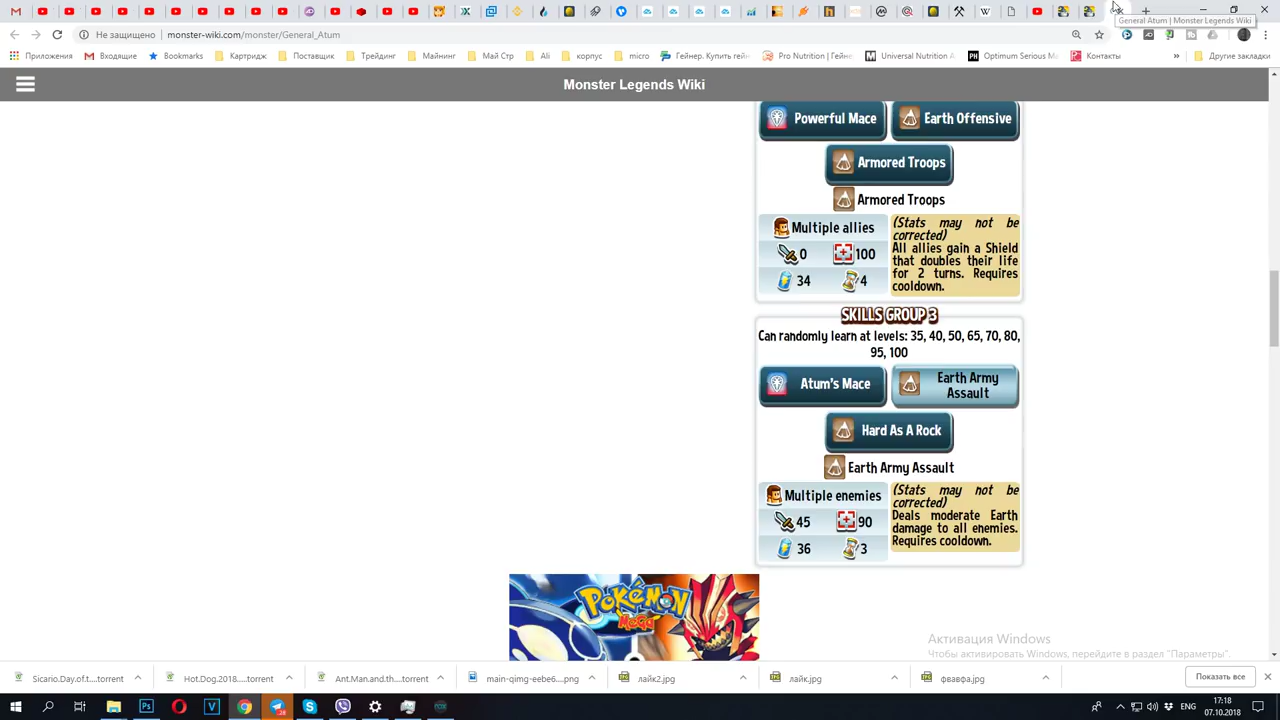 General Atum | Monster Legends Wiki
Не защищено | monster-wiki.com/monster/General_Atum
Приложения Входящие Bookmarks Картридж Поставщик Трейдинг Майнинг Май Стр Ali корпус micro Гейнер. Купить гейн Pro Nutrition | Гейне Universal Nutrition A Optimum Serious Ma Контакты » Другие закладки
Monster Legends Wiki
Powerful Mace Earth Offensive
Armored Troops
Armored Troops
Multiple allies
0 100
34 4
(Stats may not be
corrected)
All allies gain a Shield
that doubles their life
for 2 turns. Requires
cooldown.
SKILLS GROUP 3
Can randomly learn at levels: 35, 40, 50, 65, 70, 80,
95, 100
Atum's Mace Earth Army
Assault
Hard As A Rock
Earth Army Assault
Multiple enemies
45 90
36 3
(Stats may not be
corrected)
Deals moderate Earth
damage to all enemies.
Requires cooldown.
POKÉMON
MEGA
Активация Windows
Чтобы активировать Windows, перейдите в раздел "Параметры".
Sicario.Day.of.t....torrent Hot.Dog.2018....torrent Ant.Man.and.th....torrent main-qimg-eebe6....png лайк2.jpg лайк.jpg фвавфа.jpg Показать все
ENG 17:18
07.10.2018